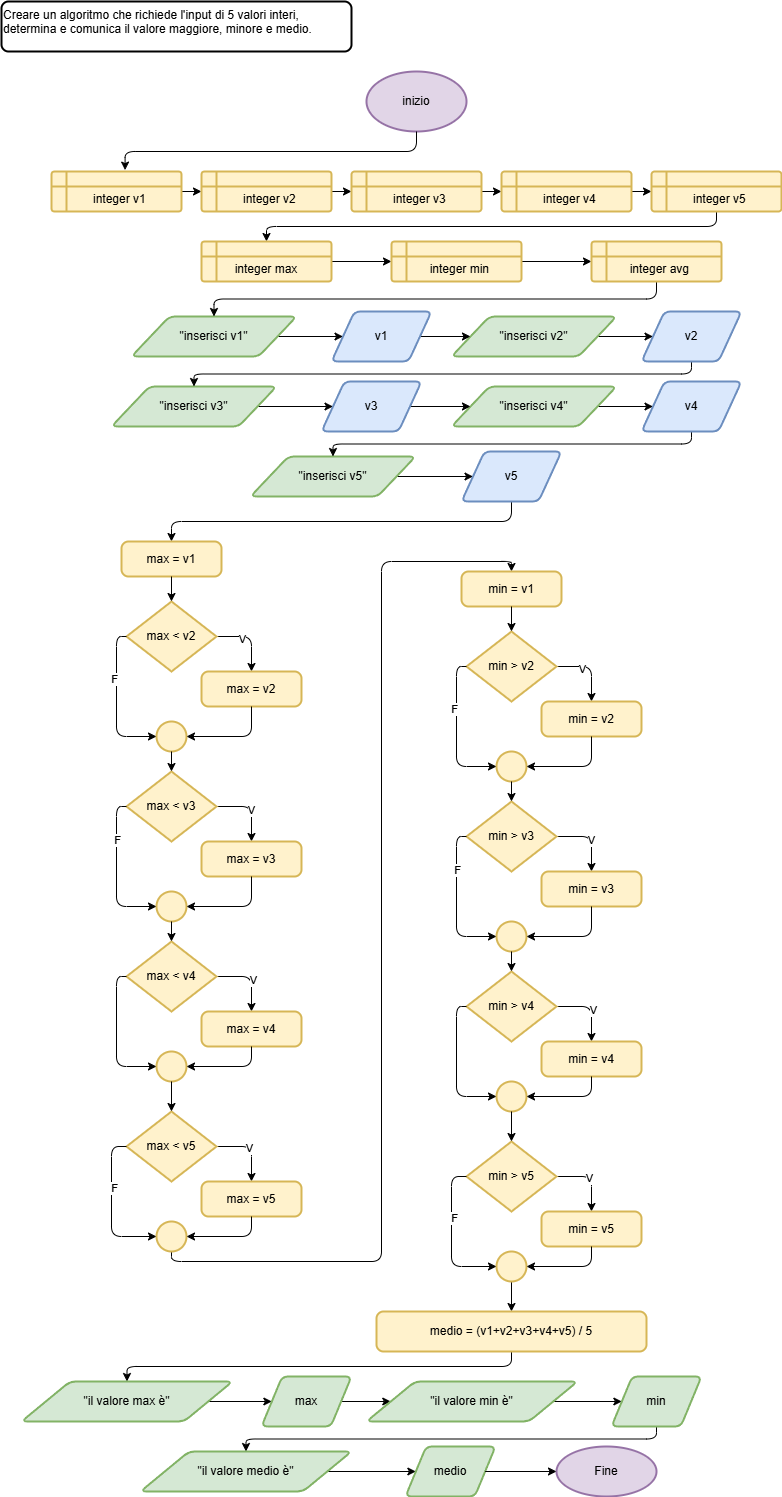 Creare un algoritmo che richiede l'input di 5 valori interi,
determina e comunica il valore maggiore, minore e medio.
inizio
integer v1
integer v2
integer v3
integer v4
integer v5
integer max
integer min
integer avg
"inserisci v1"
v1
"inserisci v2"
v2
"inserisci v3"
v3
"inserisci v4"
v4
"inserisci v5"
v5
max = v1
max < v2
V
F
max = v2
max < v3
V
F
max = v3
max < v4
V
max = v4
max < v5
V
F
max = v5
min = v1
min > v2
V
F
min = v2
min > v3
V
F
min = v3
min > v4
V
min = v4
min > v5
V
F
min = v5
medio = (v1+v2+v3+v4+v5) / 5
"il valore max è"
max
"il valore min è"
min
"il valore medio è"
medio
Fine